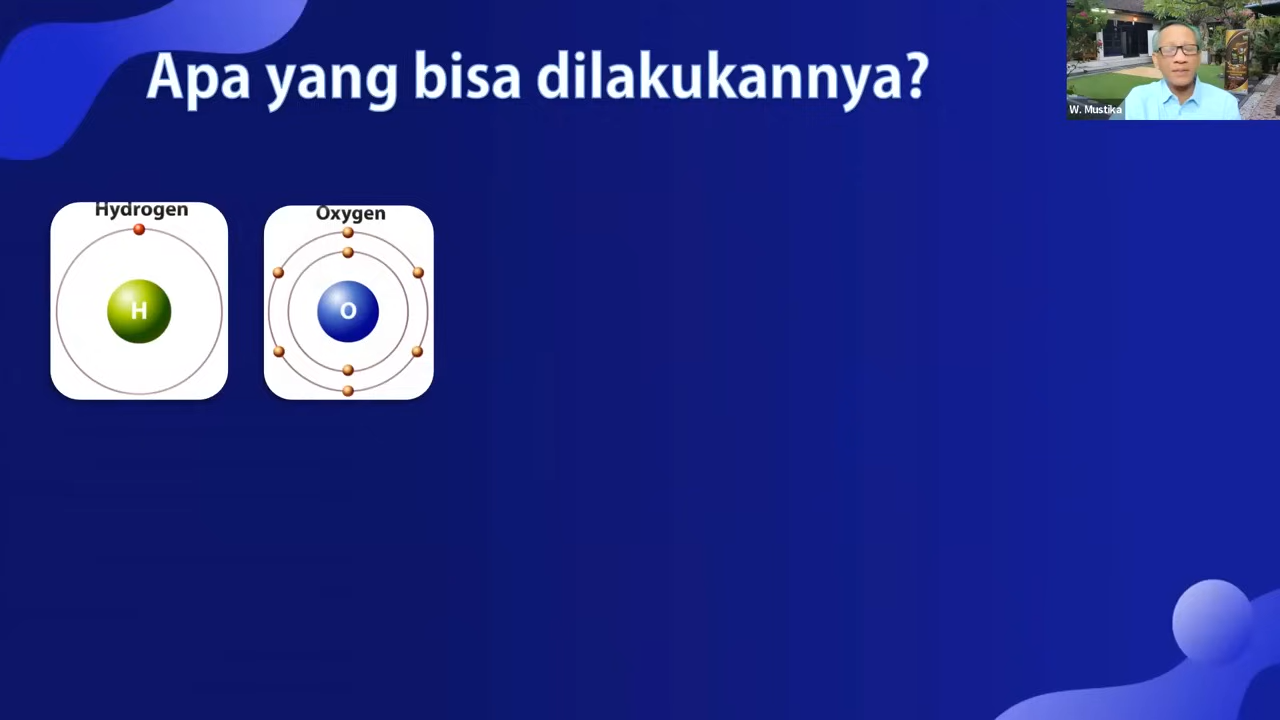 Apa yang bisa dilakukannya?
W. Mustika
Hydrogen
Oxygen
H
O